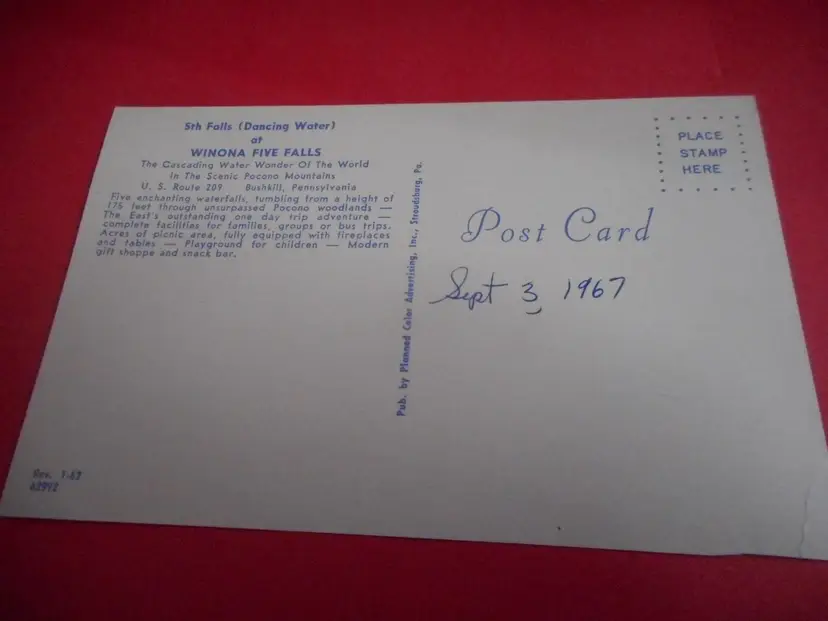 5th Falls (Dancing Water)
at
WINONA FIVE FALLS
The Cascading Water Wonder Of The World
In The Scenic Pocono Mountains
U. S. Route 209 Bushkill, Pennsylvania
Five enchanting waterfalls, tumbling from a height of
175 feet through unsurpassed Pocono woodlands —
The East's outstanding one day trip adventure —
complete facilities for families, groups or bus trips.
Acres of picnic area, fully equipped with fireplaces
and tables — Playground for children — Modern
gift shoppe and snack bar.
Rev. 1-62
62912
Pub. by Planned Color Advertising, Inc., Stroudsburg, Pa.
PLACE
STAMP
HERE
Post Card
Sept 3, 1967